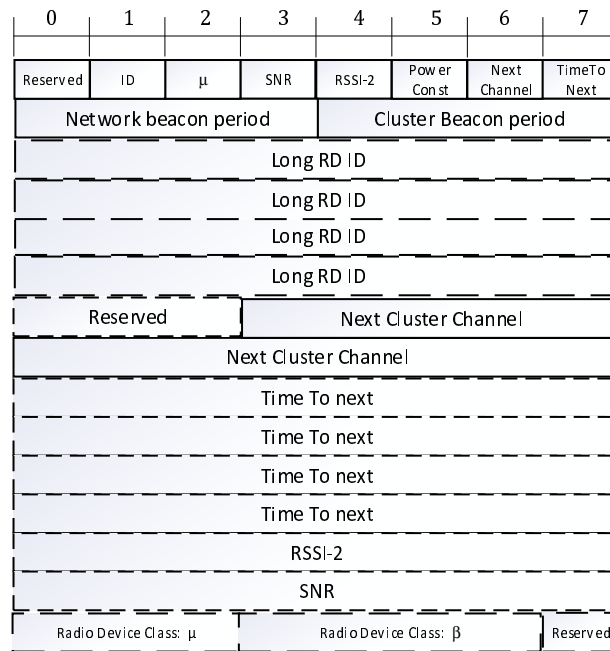 0 1 2 3 4 5 6 7
Reserved ID μ SNR RSSI-2 Power Const Next Channel TimeTo Next
Network beacon period Cluster Beacon period
Long RD ID
Long RD ID
Long RD ID
Long RD ID
Reserved Next Cluster Channel
Next Cluster Channel
Time To next
Time To next
Time To next
Time To next
RSSI-2
SNR
Radio Device Class: μ Radio Device Class: β Reserved